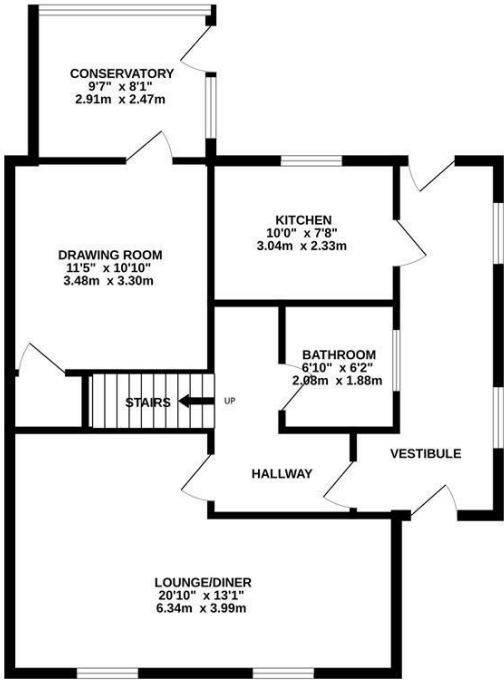 CONSERVATORY
9'7" x 8'1"
2.91m x 2.47m
KITCHEN
10'0" x 7'8"
3.04m x 2.33m
DRAWING ROOM
11'5" x 10'10"
3.48m x 3.30m
BATHROOM
6'10" x 6'2"
2.08m x 1.88m
STAIRS
UP
VESTIBULE
HALLWAY
LOUNGE/DINER
20'10" x 13'1"
6.34m x 3.99m